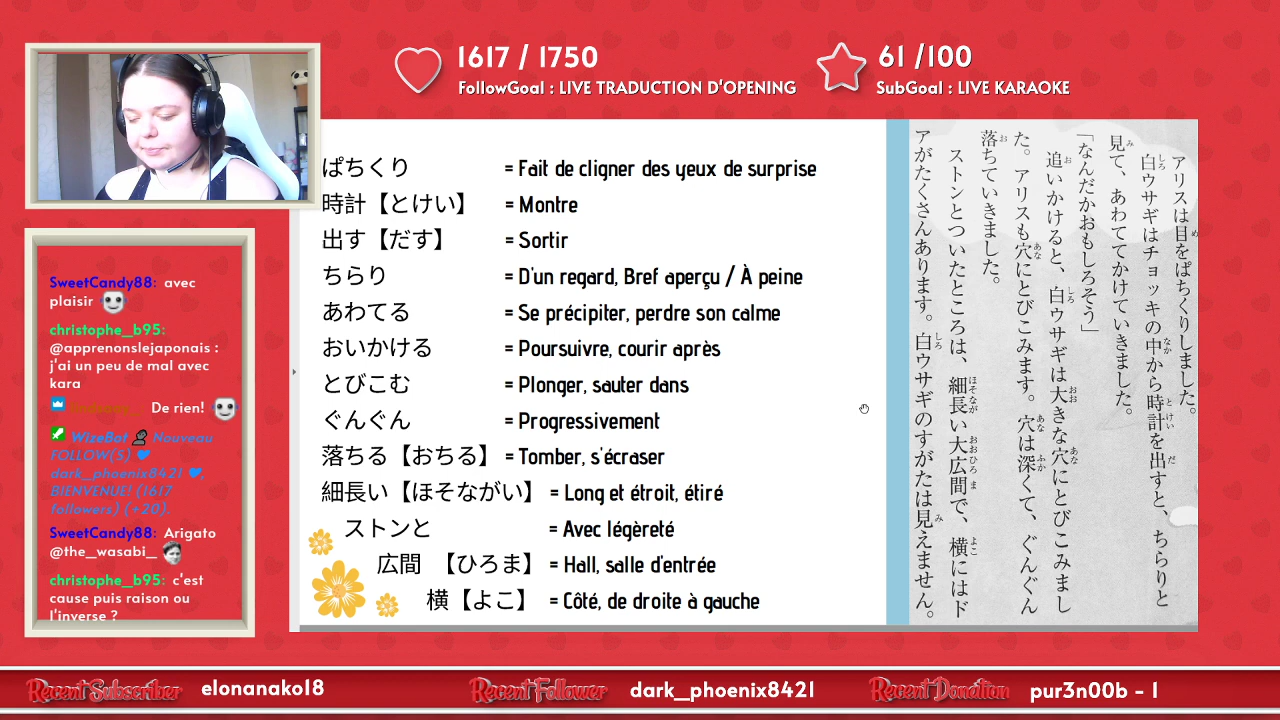 1617 / 1750
FollowGoal : LIVE TRADUCTION D'OPENING
61 /100
SubGoal : LIVE KARAOKE
SweetCandy88: avec
plaisir
christophe_b95:
@apprenonslejaponais :
j'ai un peu de mal avec
kara
De rien!
WizeBot Nouveau
FOLLOW(S)
dark_phoenix8421 ,
BIENVENUE! (1617
followers) (+20).
SweetCandy88: Arigato
@the_wasabi_
christophe_b95: c'est
cause puis raison ou
l'inverse ?
ぱちくり = Fait de cligner des yeux de surprise
時計【とけい】 = Montre
出す【だす】 = Sortir
ちらり = D'un regard, Bref aperçu / À peine
あわてる = Se précipiter, perdre son calme
おいかける = Poursuivre, courir après
とびこむ = Plonger, sauter dans
ぐんぐん = Progressivement
落ちる【おちる】 = Tomber, s'écraser
細長い【ほそながい】 = Long et étroit, étiré
ストンと = Avec légèreté
広間 【ひろま】 = Hall, salle d'entrée
横【よこ】 = Côté, de droite à gauche
アリスは目をぱちくりしました。
白ウサギはチョッキの中から時計を出すと、ちらりと
見て、あわててかけていきました。
「なんだかおもしろそう」
追いかけると、白ウサギは大きな穴にとびこみまし
た。アリスも穴にとびこみます。穴は深くて、ぐんぐん
落ちていきました。
ストンとついたところは、細長い大広間で、横にはド
アがたくさんあります。白ウサギのすがたは見えません。
Recent Subscriber elonanako18
Recent Follower dark_phoenix8421
Recent Donation pur3n00b - 1